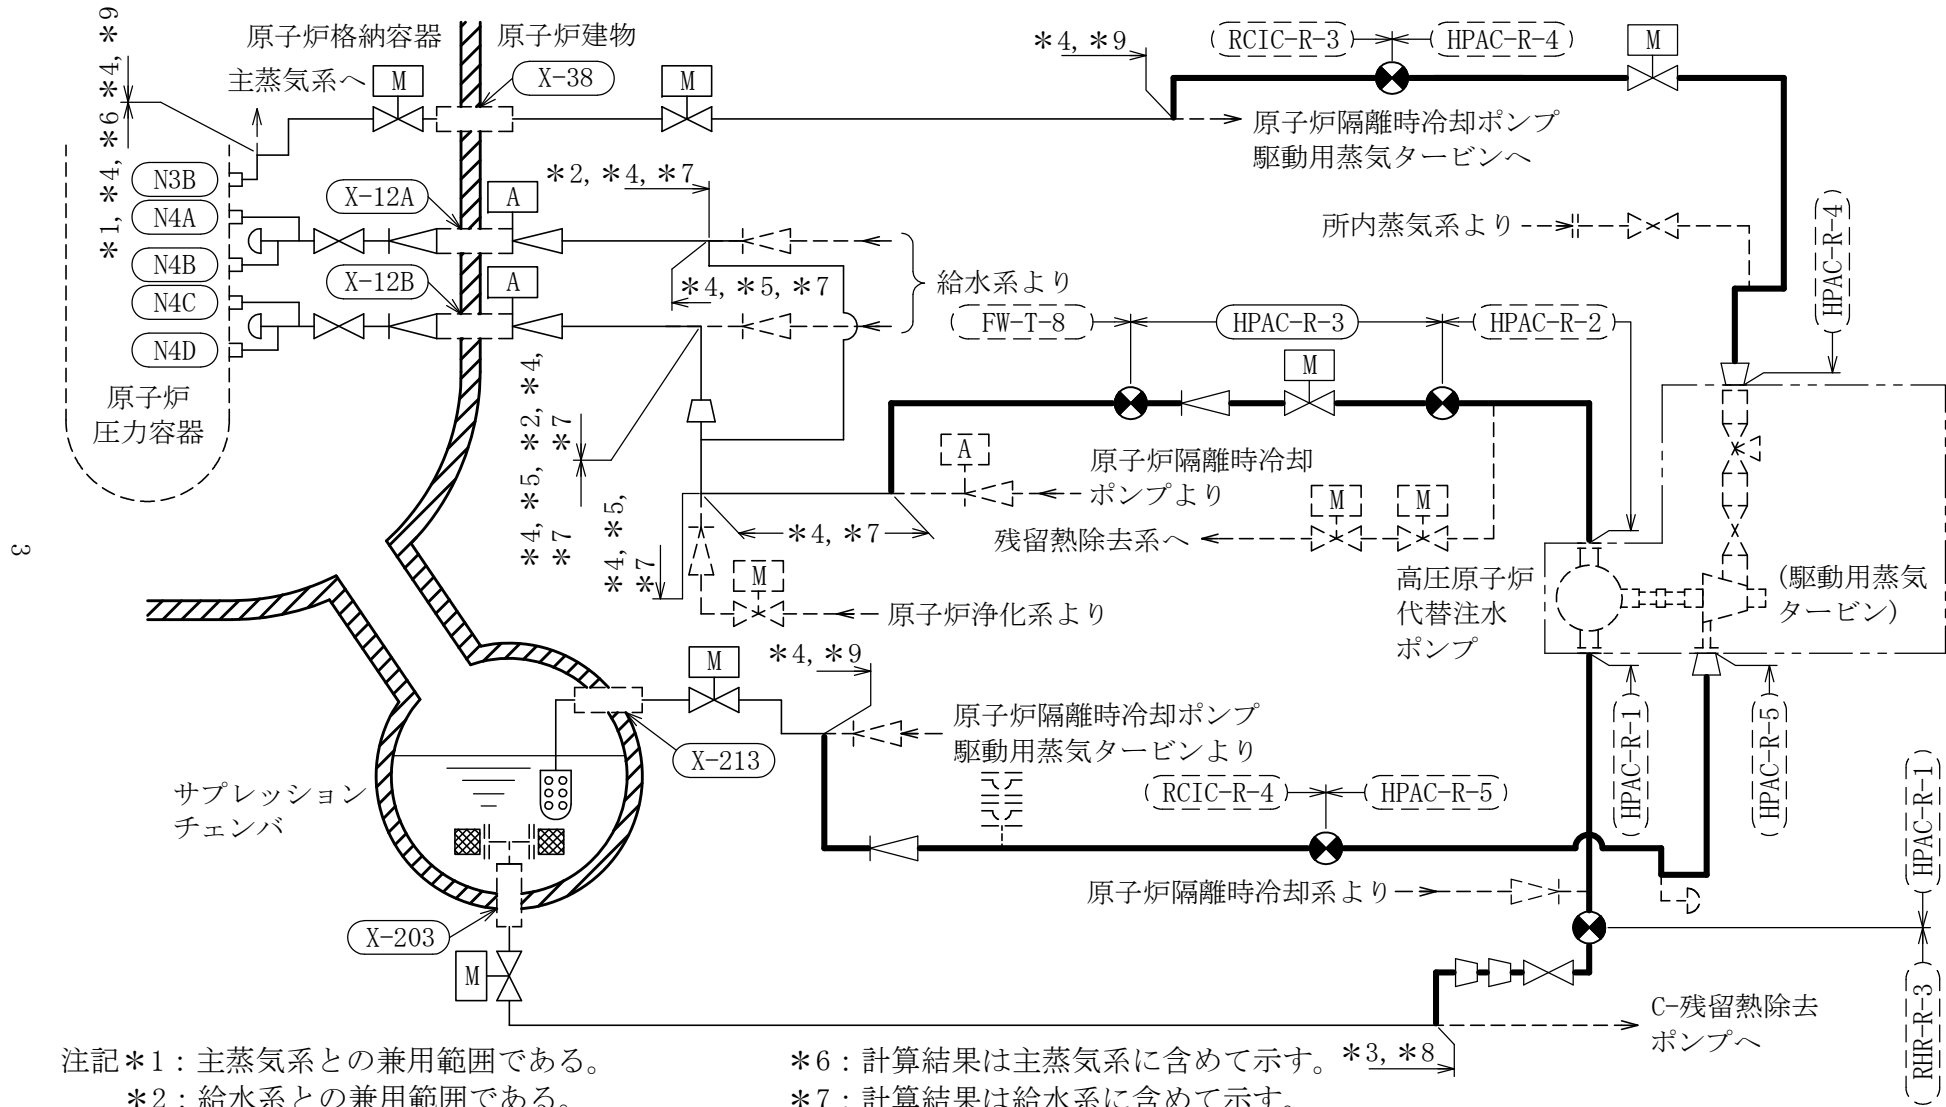 原子炉格納容器
原子炉建物
主蒸気系へ
M
X-38
M
*4, *9
RCIC-R-3
HPAC-R-4
M
原子炉隔離時冷却ポンプ
駆動用蒸気タービンへ
*1, *4, *6
*4, *9
N3B
N4A
N4B
N4C
N4D
原子炉
圧力容器
X-12A
A
X-12B
A
*2, *4, *7
*4, *5, *7
給水系より
所内蒸気系より
HPAC-R-4
FW-T-8
HPAC-R-3
HPAC-R-2
M
*4, *5,
*7
*2, *4,
*7
*4, *5,
*7
*4, *7
A
原子炉隔離時冷却
ポンプより
M
M
残留熱除去系へ
M
原子炉浄化系より
高圧原子炉
代替注水
ポンプ
(駆動用蒸気
タービン)
M
*4, *9
原子炉隔離時冷却ポンプ
駆動用蒸気タービンより
X-213
サプレッション
チェンバ
RCIC-R-4
HPAC-R-5
HPAC-R-1
HPAC-R-5
HPAC-R-1
原子炉隔離時冷却系より
X-203
M
C-残留熱除去
ポンプへ
RHR-R-3
*3, *8
注記*1：主蒸気系との兼用範囲である。
*2：給水系との兼用範囲である。
*6：計算結果は主蒸気系に含めて示す。
*7：計算結果は給水系に含めて示す。
3